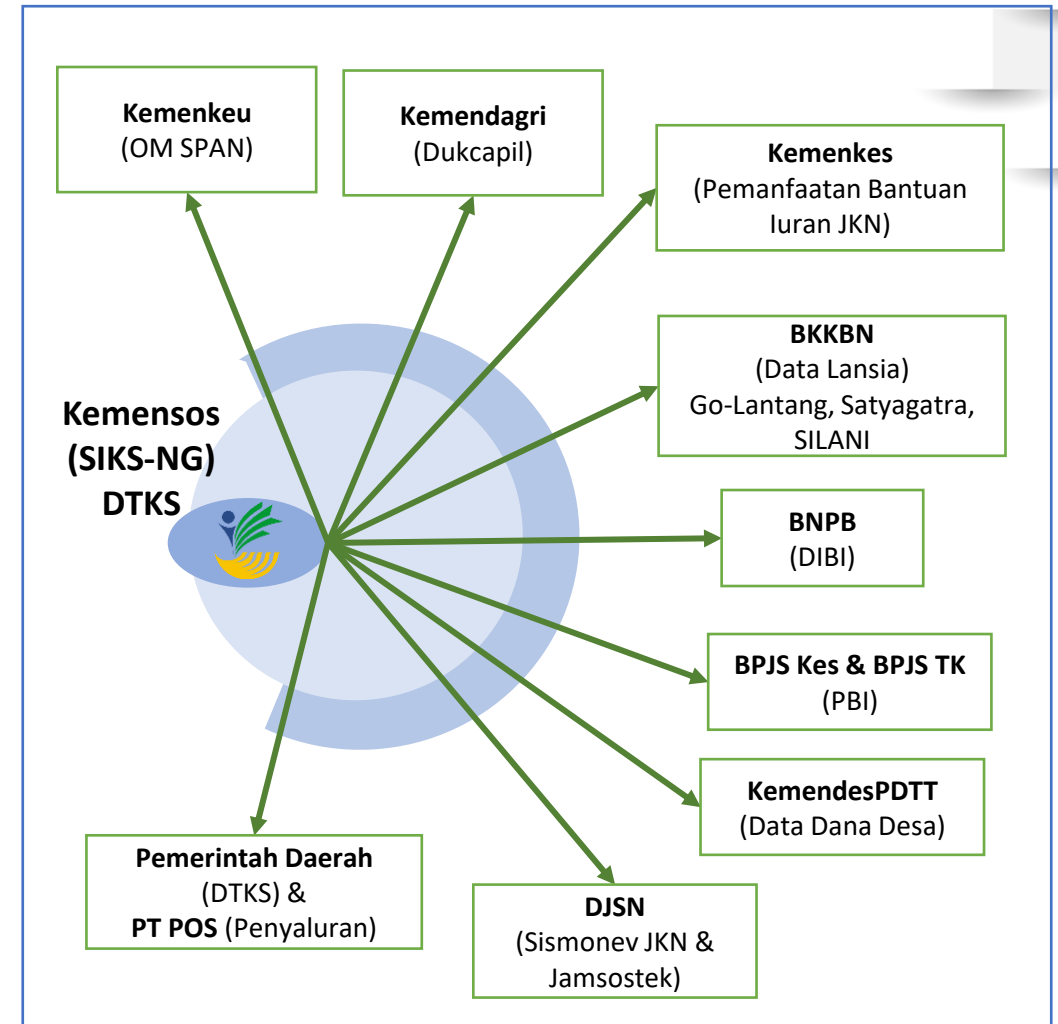 Kemenkeu
(OM SPAN)
Kemendagri
(Dukcapil)
Kemenkes
(Pemanfaatan Bantuan
Iuran JKN)
BKKBN
(Data Lansia)
Go-Lantang, Satyagatra,
SILANI
Kemensos
(SIKS-NG)
DTKS
BNPB
(DIBI)
BPJS Kes & BPJS TK
(PBI)
KemendesPDTT
(Data Dana Desa)
Pemerintah Daerah
(DTKS) &
PT POS (Penyaluran)
DJSN
(Sismonev JKN &
Jamsostek)